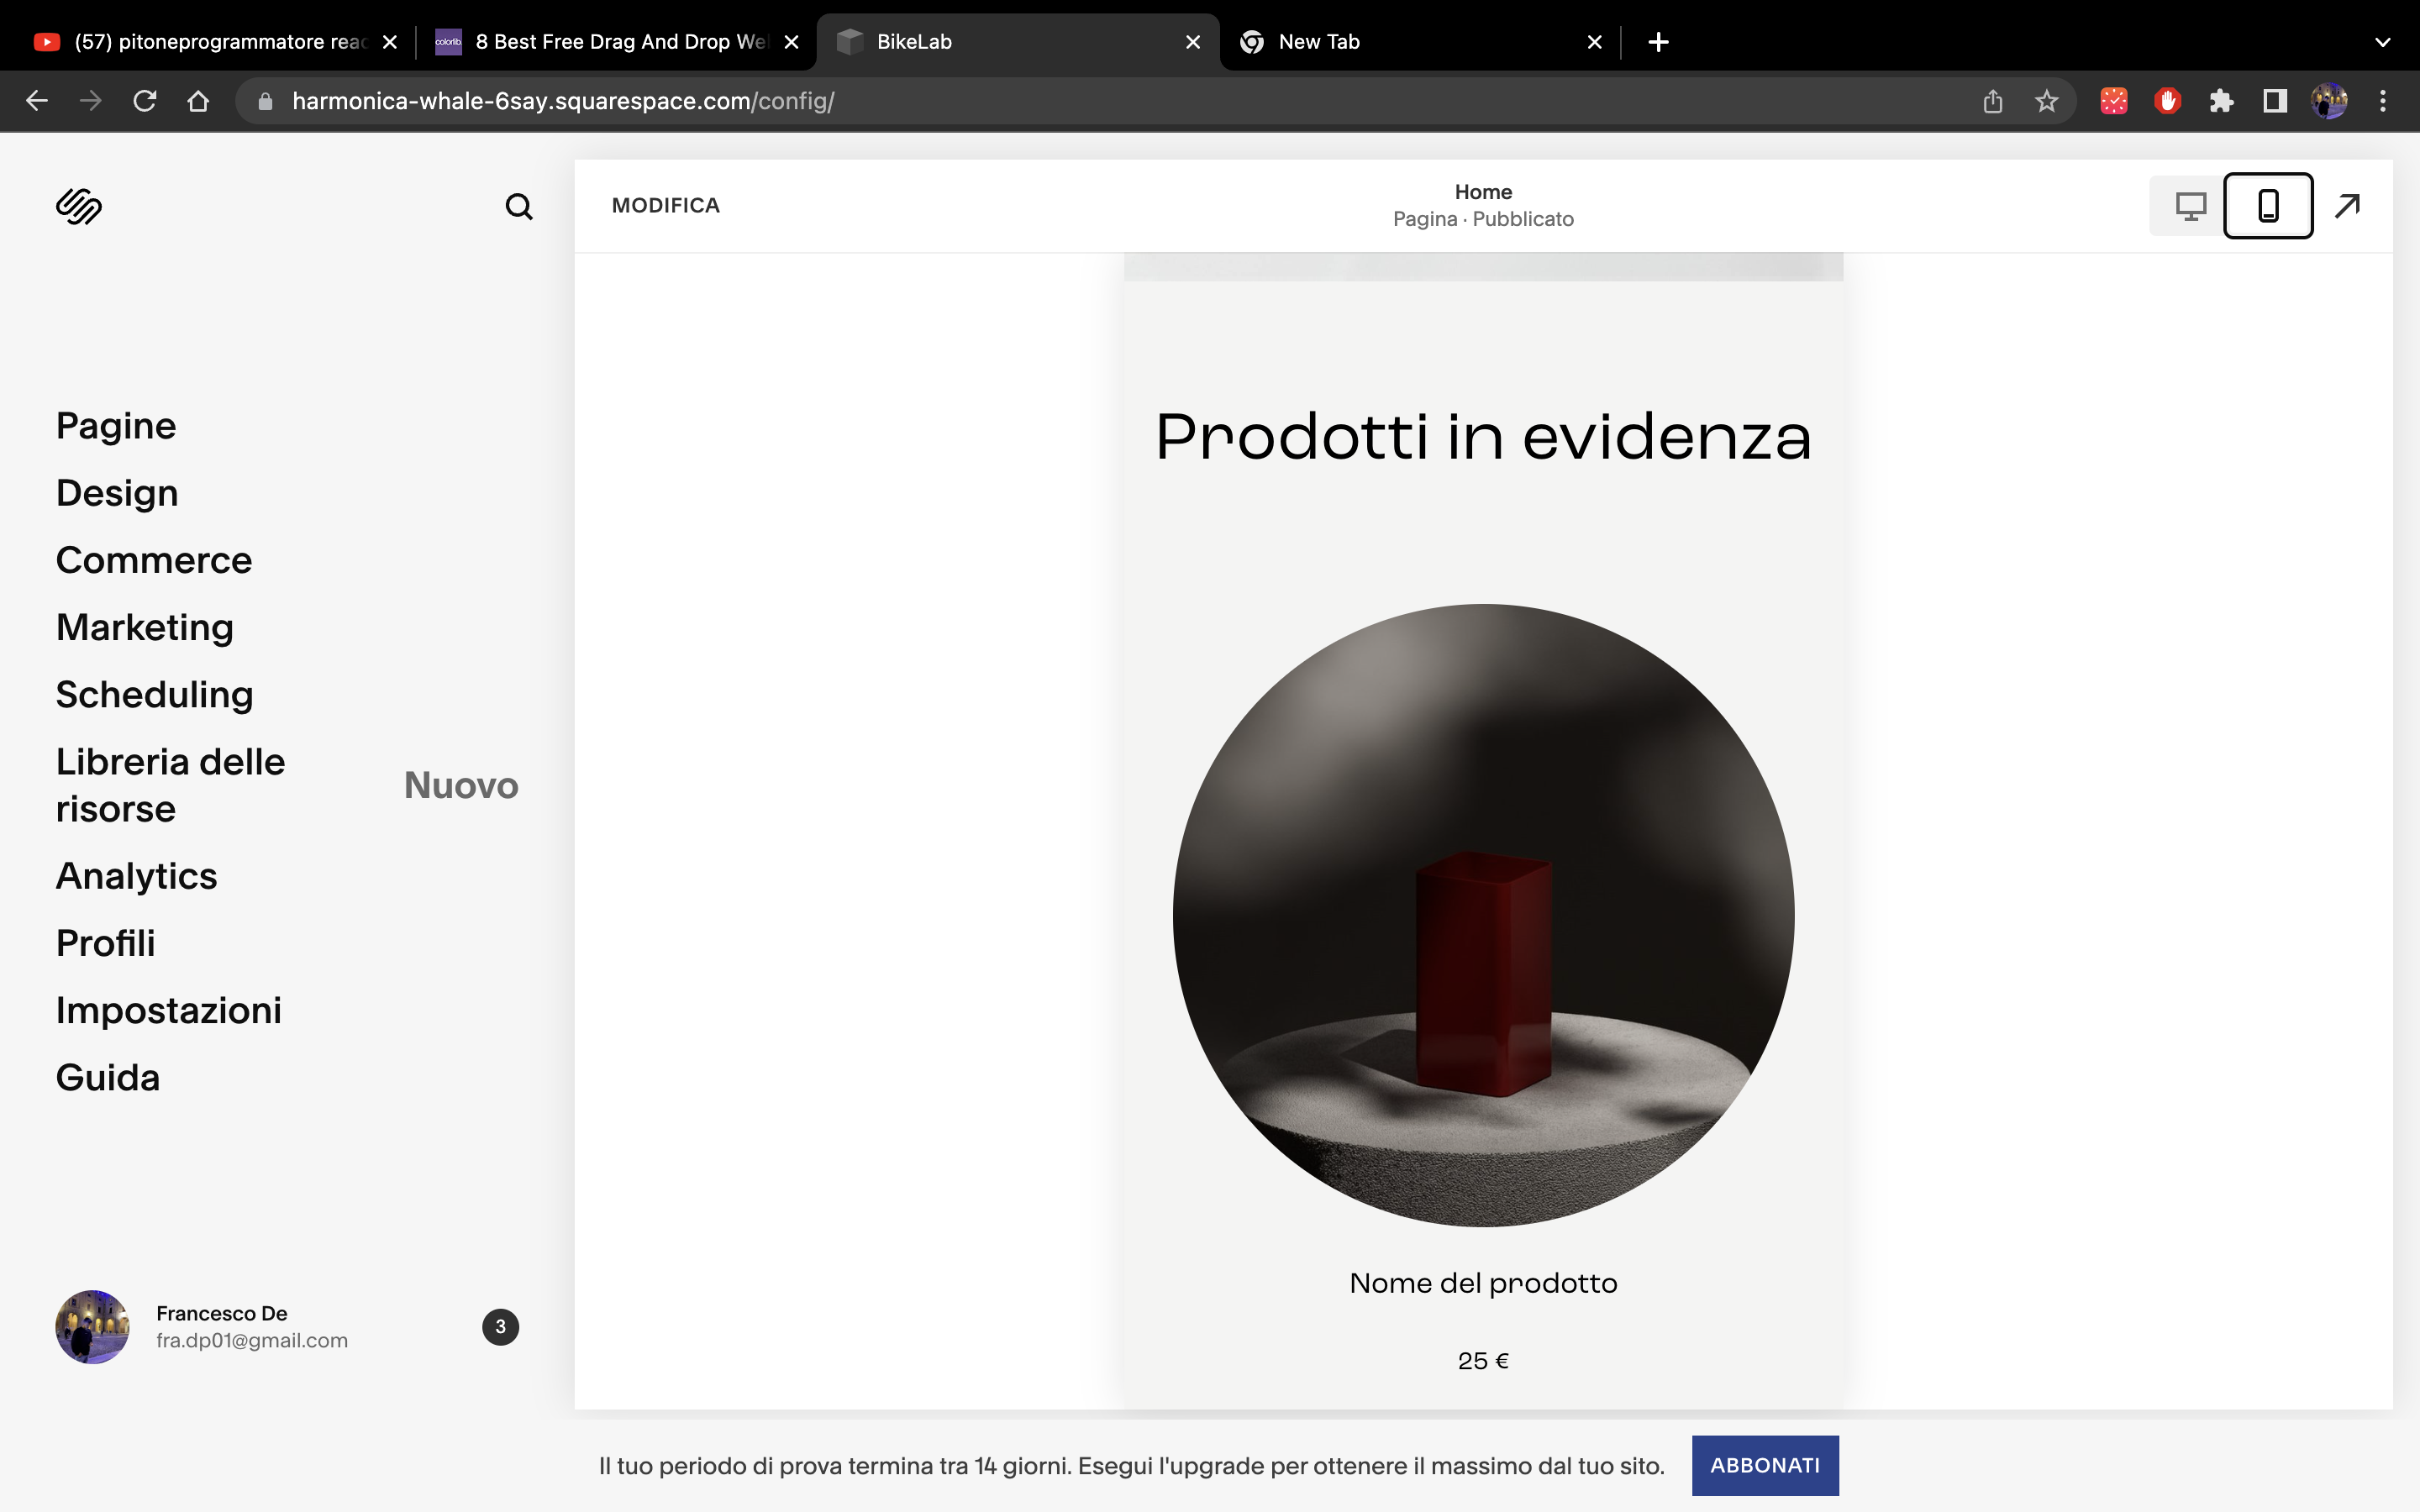 (57) pitoneprogrammatore reac
colorlib.
8 Best Free Drag And Drop We
BikeLab
New Tab
harmonica-whale-6say.squarespace.com/config/
MODIFICA
Home
Pagina · Pubblicato
Pagine
Design
Commerce
Marketing
Scheduling
Libreria delle
risorse
Nuovo
Analytics
Profili
Impostazioni
Guida
Francesco De
fra.dp01@gmail.com
3
Prodotti in evidenza
Nome del prodotto
25 €
Il tuo periodo di prova termina tra 14 giorni. Esegui l'upgrade per ottenere il massimo dal tuo sito.
ABBONATI